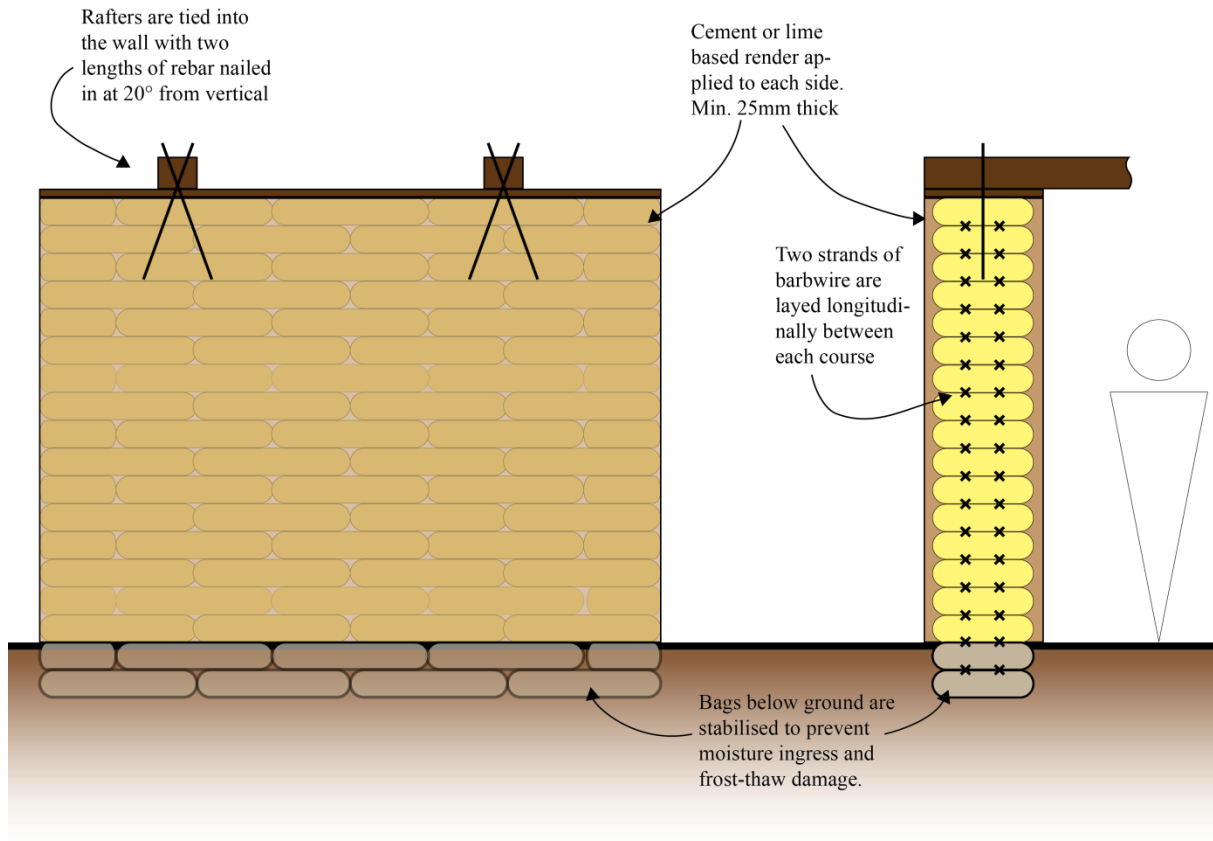 Rafters are tied into
the wall with two
lengths of rebar nailed
in at 20° from vertical
Cement or lime
based render ap-
plied to each side.
Min. 25mm thick
Two strands of
barbwire are
layed longitudi-
nally between
each course
Bags below ground are
stabilised to prevent
moisture ingress and
frost-thaw damage.